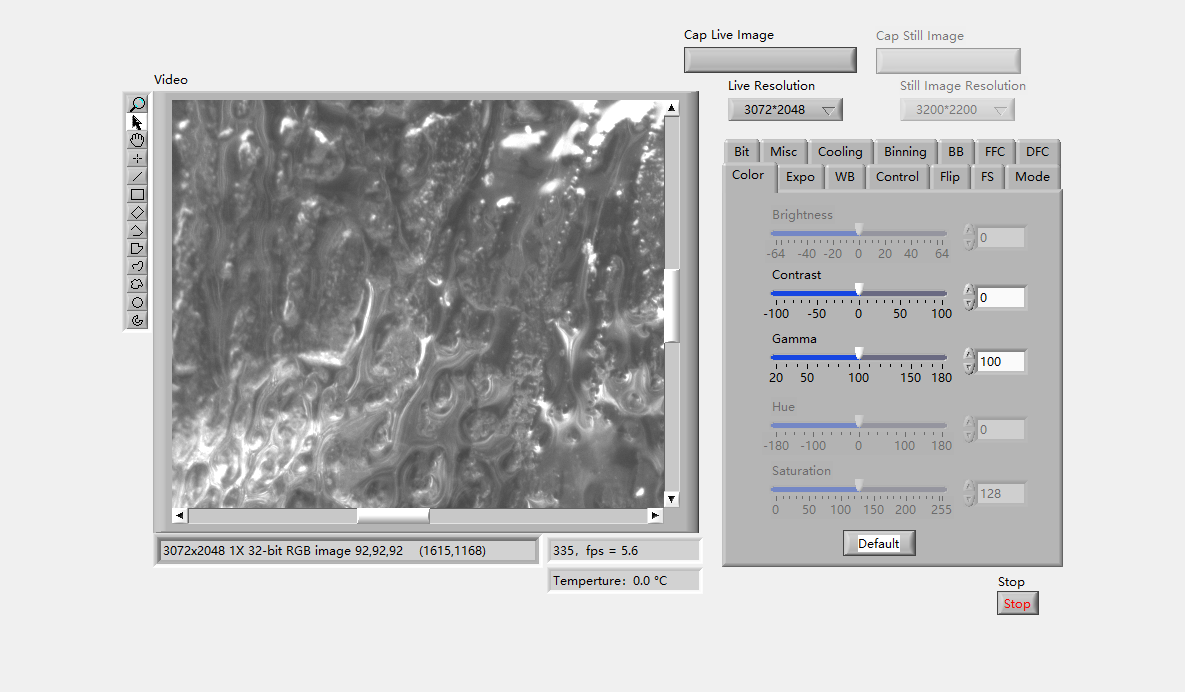 Cap Live Image
Cap Still Image
Video
Live Resolution
Still Image Resolution
3072*2048
3200*2200
Bit Misc Cooling Binning BB FFC DFC
Color Expo WB Control Flip FS Mode
Brightness
0
-64 -40 -20 0 20 40 64
Contrast
0
-100 -50 0 50 100
Gamma
100
20 50 100 150 180
Hue
0
-180 -100 0 100 180
Saturation
128
0 50 100 150 200 255
Default
3072x2048 1X 32-bit RGB image 92,92,92 (1615,1168)
335, fps = 5.6
Temperture: 0.0 °C
Stop
Stop